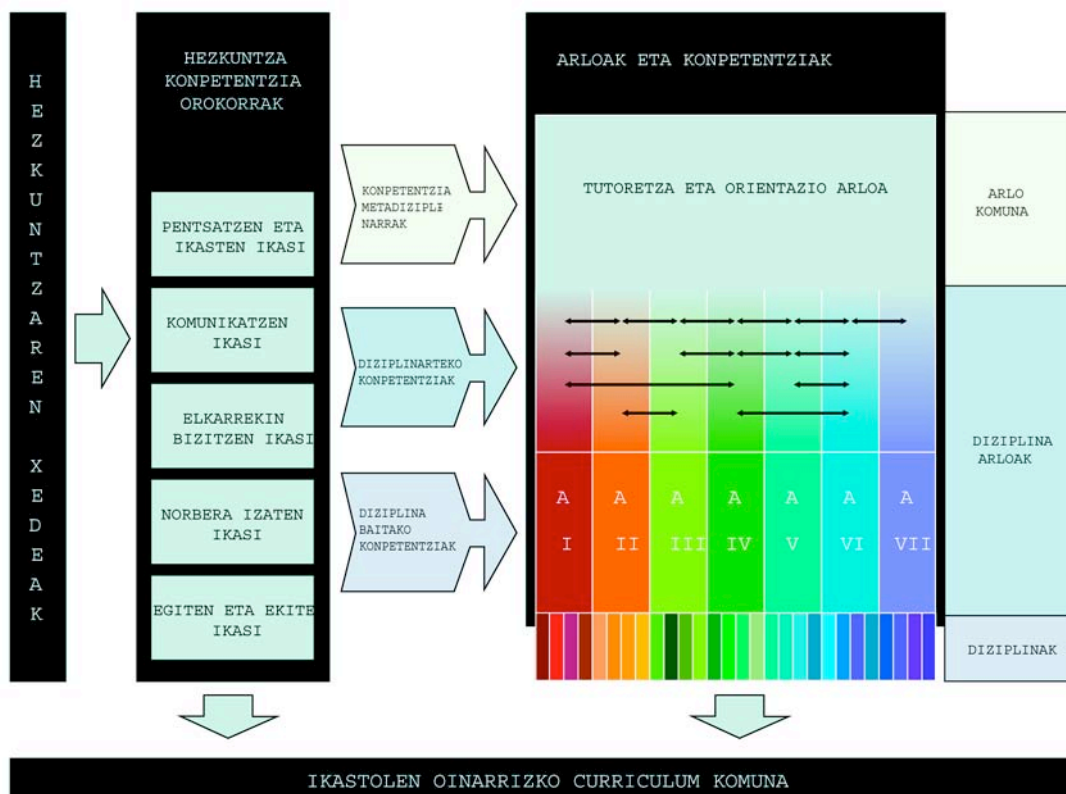 HEZKUNTZAREN XEDEAK
HEZKUNTZA
KONPETENTZIA
OROKORRAK
PENTSATZEN ETA
IKASTEN IKASI
KOMUNIKATZEN
IKASI
ELKARREKIN
BIZITZEN IKASI
NORBERA IZATEN
IKASI
EGITEN ETA EKITE
IKASI
KONPETENTZIA
NARRAK
DIZIPLINARTEKO
KONPETENTZIAK
DIZIPLINA
BAITAKO
KONPETENTZIAK
ARLOAK ETA KONPETENTZIAK
TUTORETZA ETA ORIENTAZIO ARLOA
A A A A A A A
I II III IV V VI VII
ARLO
KOMUNA
DIZIPLINA
ARLOAK
DIZIPLINAK
IKASTOLEN OINARRIZKO CURRICULUM KOMUNA